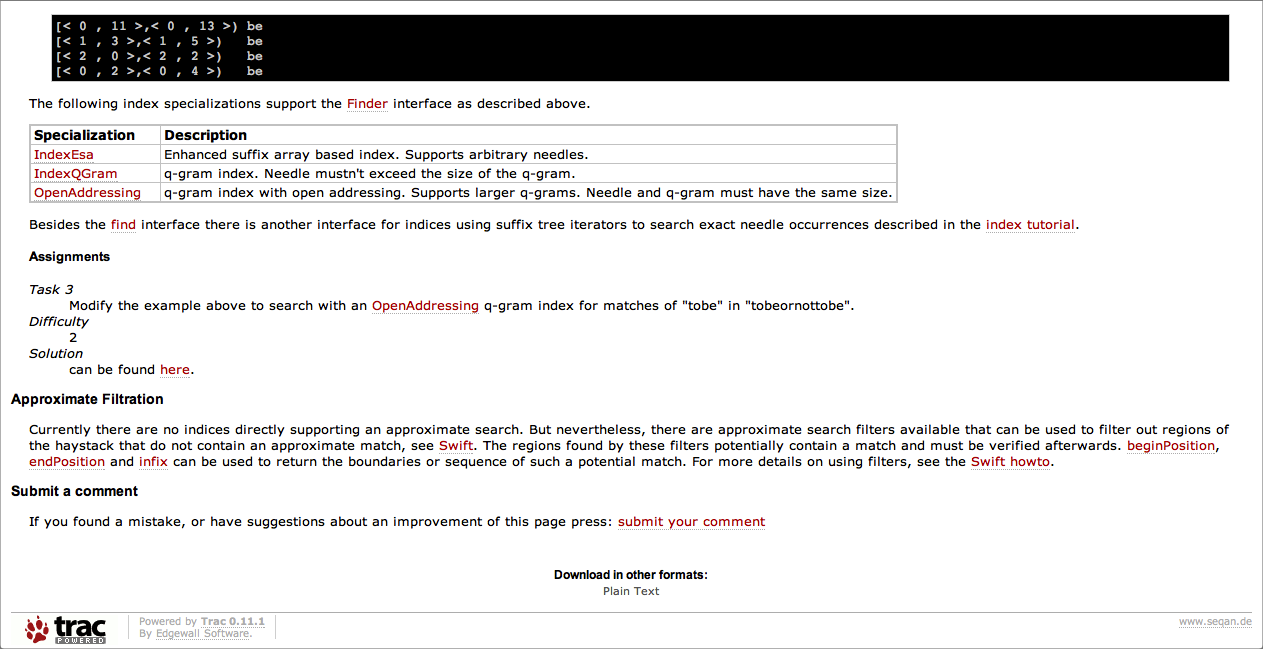 [< 0 , 11 >,< 0 , 13 >) be
[< 1 , 3 >,< 1 , 5 >)   be
[< 2 , 0 >,< 2 , 2 >)   be
[< 0 , 2 >,< 0 , 4 >)   be
The following index specializations support the Finder interface as described above.
Specialization Description
IndexEsa Enhanced suffix array based index. Supports arbitrary needles.
IndexQGram q-gram index. Needle mustn't exceed the size of the q-gram.
OpenAddressing q-gram index with open addressing. Supports larger q-grams. Needle and q-gram must have the same size.
Besides the find interface there is another interface for indices using suffix tree iterators to search exact needle occurrences described in the index tutorial.
Assignments
Task 3
Modify the example above to search with an OpenAddressing q-gram index for matches of "tobe" in "tobeornottobe".
Difficulty
2
Solution
can be found here.
Approximate Filtration
Currently there are no indices directly supporting an approximate search. But nevertheless, there are approximate search filters available that can be used to filter out regions of
the haystack that do not contain an approximate match, see Swift. The regions found by these filters potentially contain a match and must be verified afterwards. beginPosition,
endPosition and infix can be used to return the boundaries or sequence of such a potential match. For more details on using filters, see the Swift howto.
Submit a comment
If you found a mistake, or have suggestions about an improvement of this page press: submit your comment
Download in other formats:
Plain Text
trac
POWERED
Powered by Trac 0.11.1
By Edgewall Software.
www.seqan.de